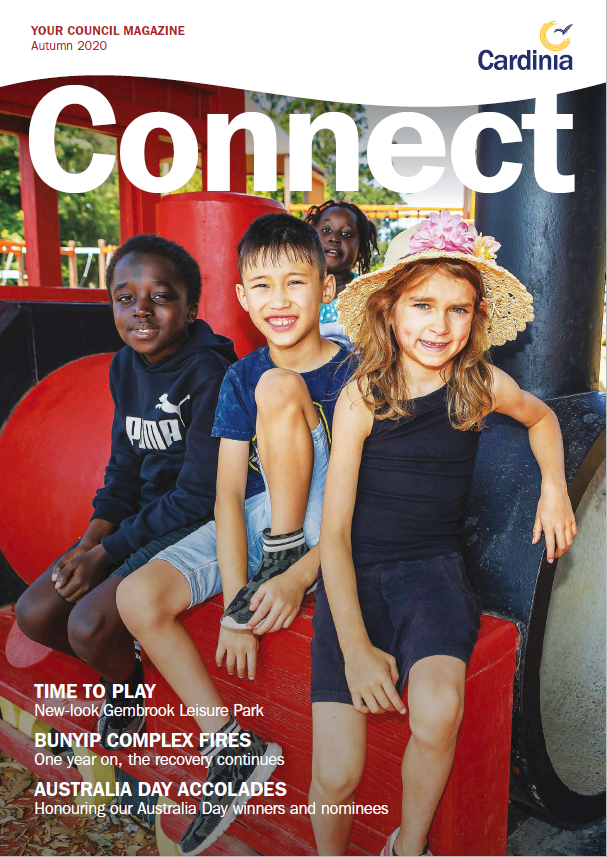 YOUR COUNCIL MAGAZINE
Autumn 2020
Cardinia
Connect
PUMA
TIME TO PLAY
New-look Gembrook Leisure Park
BUNYIP COMPLEX FIRES
One year on, the recovery continues
AUSTRALIA DAY ACCOLADES
Honouring our Australia Day winners and nominees